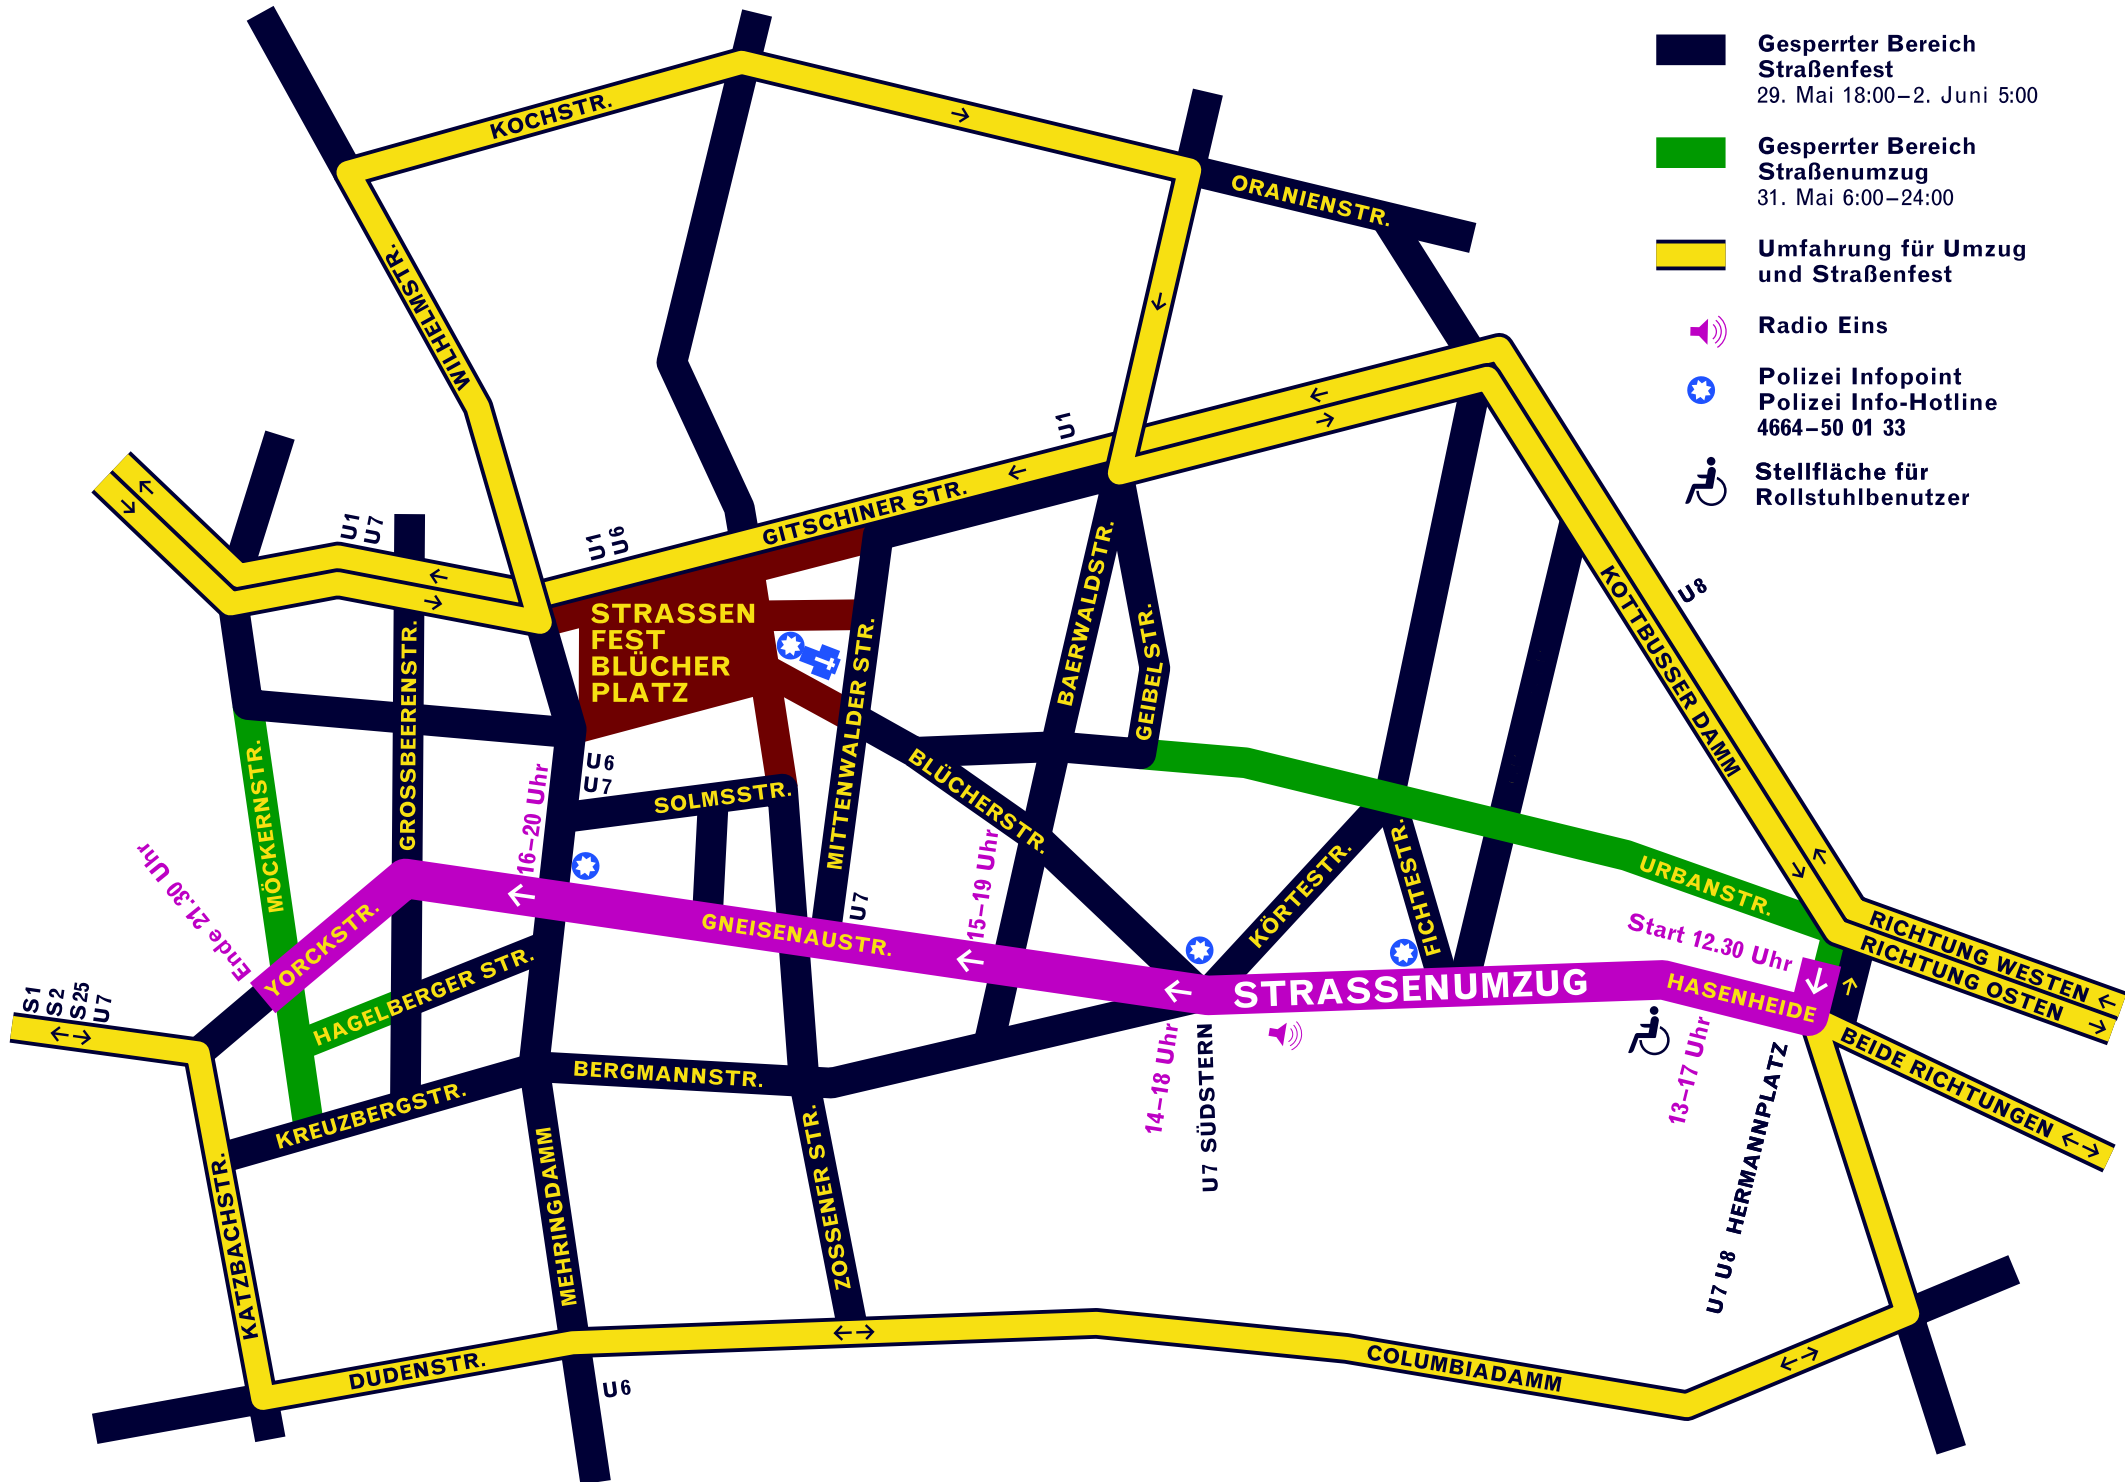 Gesperrter Bereich
Straßenfest
29. Mai 18:00–2. Juni 5:00
Gesperrter Bereich
Straßenumzug
31. Mai 6:00–24:00
Umfahrung für Umzug
und Straßenfest
Radio Eins
Polizei Infopoint
Polizei Info-Hotline
4664–50 01 33
Stellfläche für
Rollstuhlbenutzer
KOCHSTR.
ORANIENSTR.
WILHELMSTR.
U1
GITSCHINER STR.
U1
U7
U1
U6
STRASSEN
FEST
BLÜCHER
PLATZ
KOTTBUSSER DAMM
U8
BAERWALDSTR.
GEIBELSTR.
GROSSBEERENSTR.
MITTENWALDER STR.
MÖCKERNSTR.
U6
U7
SOLMSSTR.
BLÜCHERSTR.
16–20 Uhr
15–19 Uhr
KÖRTESTR.
FICHTESTR.
URBANSTR.
Ende 21.30 Uhr
YORCKSTR.
GNEISENAUSTR.
U7
Start 12.30 Uhr
RICHTUNG WESTEN
RICHTUNG OSTEN
STRASSENUMZUG
HASENHEIDE
HAGELBERGER STR.
S1
S2
S25
U7
BEIDE RICHTUNGEN
BERGMANNSTR.
KREUZBERGSTR.
14–18 Uhr
U7 SÜDSTERN
13–17 Uhr
U7 U8 HERMANNPLATZ
KATZBACHSTR.
MEHRINGDAMM
ZOSSENER STR.
DUDENSTR.
COLUMBIADAMM
U6